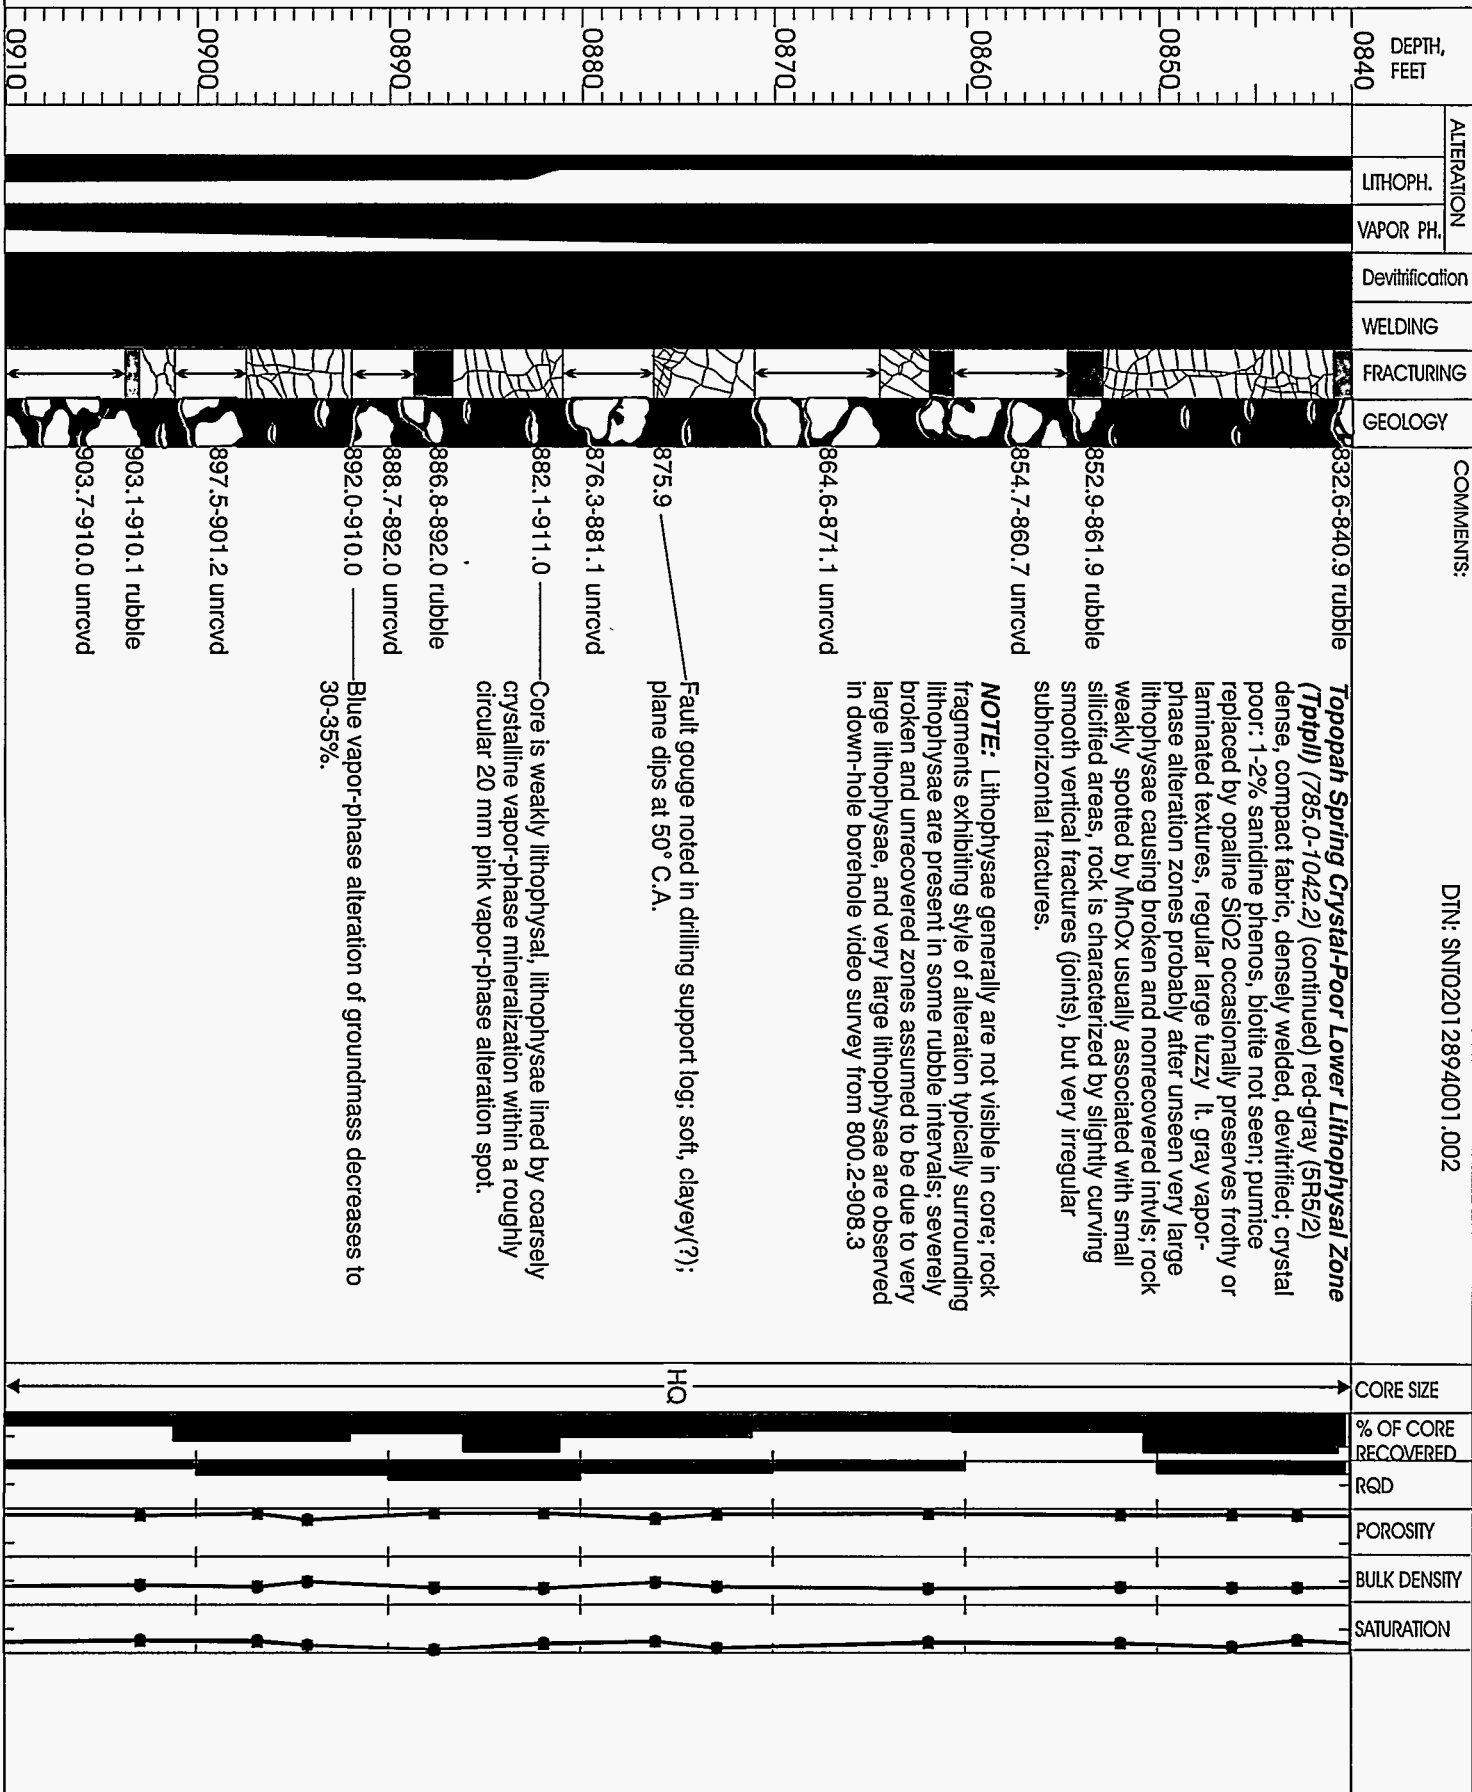 DTN: SNT02012894001.002
COMMENTS:
DEPTH,
FEET
ALTERATION
LITHOPH.
VAPOR PH.
Devitrification
WELDING
FRACTURING
GEOLOGY
CORE SIZE
% OF CORE
RECOVERED
RQD
POROSITY
BULK DENSITY
SATURATION
0840
0850
0860
0870
0880
0890
0900
0910
832.6-840.9 rubble
Topopah Spring Crystal-Poor Lower Lithophysal Zone
(Tptpll) (785.0-1042.2) (continued) red-gray (5R5/2)
dense, compact fabric, densely welded, devitrified; crystal
poor: 1-2% sanidine phenos, biotite not seen; pumice
replaced by opaline SiO2 occasionally preserves frothy or
laminated textures, regular large fuzzy lt. gray vapor-
phase alteration zones probably after unseen very large
lithophysae causing broken and nonrecovered intvls; rock
weakly spotted by MnOx usually associated with small
silicified areas, rock is characterized by slightly curving
smooth vertical fractures (joints), but very irregular
subhorizontal fractures.
852.9-861.9 rubble
854.7-860.7 unrcvd
NOTE: Lithophysae generally are not visible in core; rock
fragments exhibiting style of alteration typically surrounding
lithophysae are present in some rubble intervals; severely
broken and unrecovered zones assumed to be due to very
large lithophysae, and very large lithophysae are observed
in down-hole borehole video survey from 800.2-908.3
864.6-871.1 unrcvd
875.9 Fault gouge noted in drilling support log; soft, clayey(?);
plane dips at 50° C.A.
876.3-881.1 unrcvd
882.1-911.0 Core is weakly lithophysal, lithophysae lined by coarsely
crystalline vapor-phase mineralization within a roughly
circular 20 mm pink vapor-phase alteration spot.
886.8-892.0 rubble
888.7-892.0 unrcvd
892.0-910.0 Blue vapor-phase alteration of groundmass decreases to
30-35%.
897.5-901.2 unrcvd
903.1-910.1 rubble
903.7-910.0 unrcvd
HQ